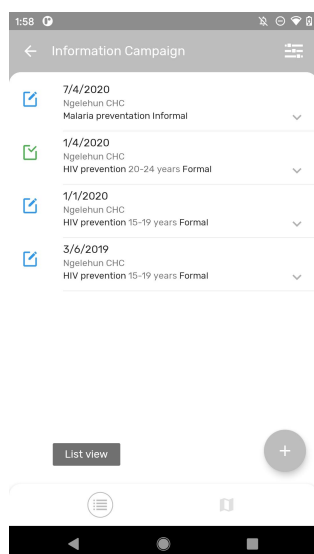 1:58
Information Campaign
7/4/2020
Ngelehun CHC
Malaria preventation Informal
1/4/2020
Ngelehun CHC
HIV prevention 20-24 years Formal
1/1/2020
Ngelehun CHC
HIV prevention 15-19 years Formal
3/6/2019
Ngelehun CHC
HIV prevention 15-19 years Formal
List view